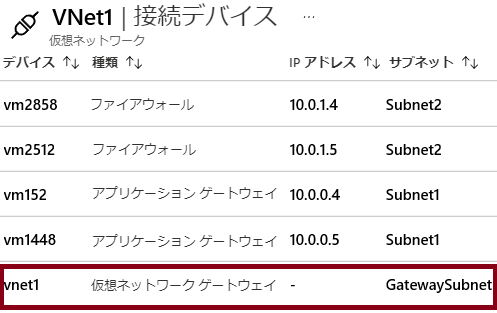 VNet1 | 接続デバイス ...
仮想ネットワーク
デバイス ↑↓ 種類 ↑↓ IP アドレス ↑↓ サブネット ↑↓
vm2858 ファイアウォール 10.0.1.4 Subnet2
vm2512 ファイアウォール 10.0.1.5 Subnet2
vm152 アプリケーション ゲートウェイ 10.0.0.4 Subnet1
vm1448 アプリケーション ゲートウェイ 10.0.0.5 Subnet1
vnet1 仮想ネットワーク ゲートウェイ - GatewaySubnet